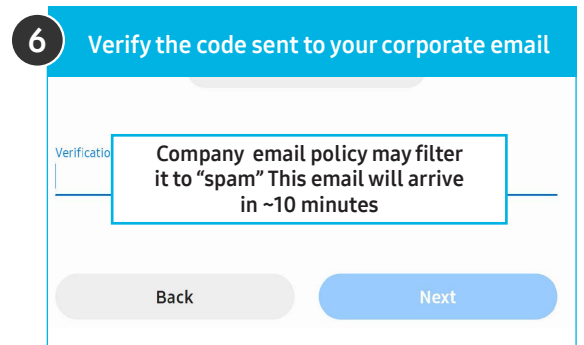 6
Verify the code sent to your corporate email
Verificatio
Company email policy may filter
it to “spam” This email will arrive
in ~10 minutes
Back
Next